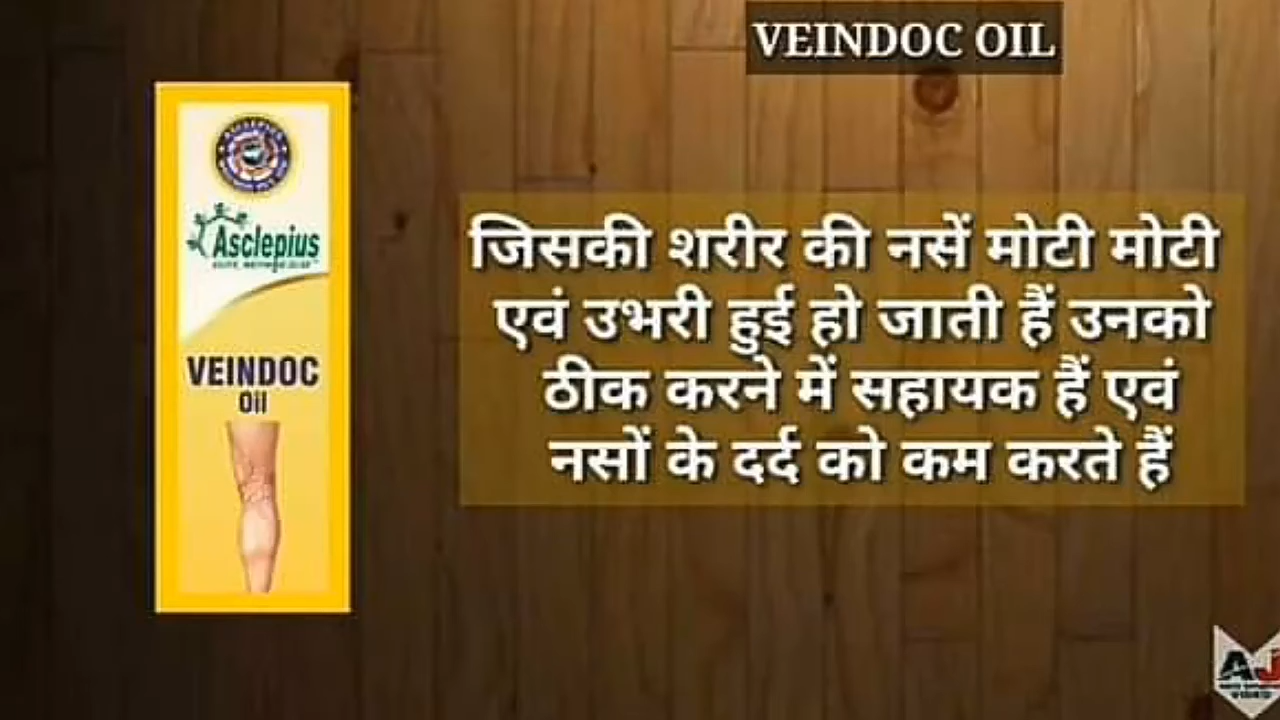 VEINDOC OIL
Asclepius
VEINDOC
Oil
जिसकी शरीर की नसें मोटी मोटी
एवं उभरी हुई हो जाती हैं उनको
ठीक करने में सहायक हैं एवं
नसों के दर्द को कम करते हैं
AJ